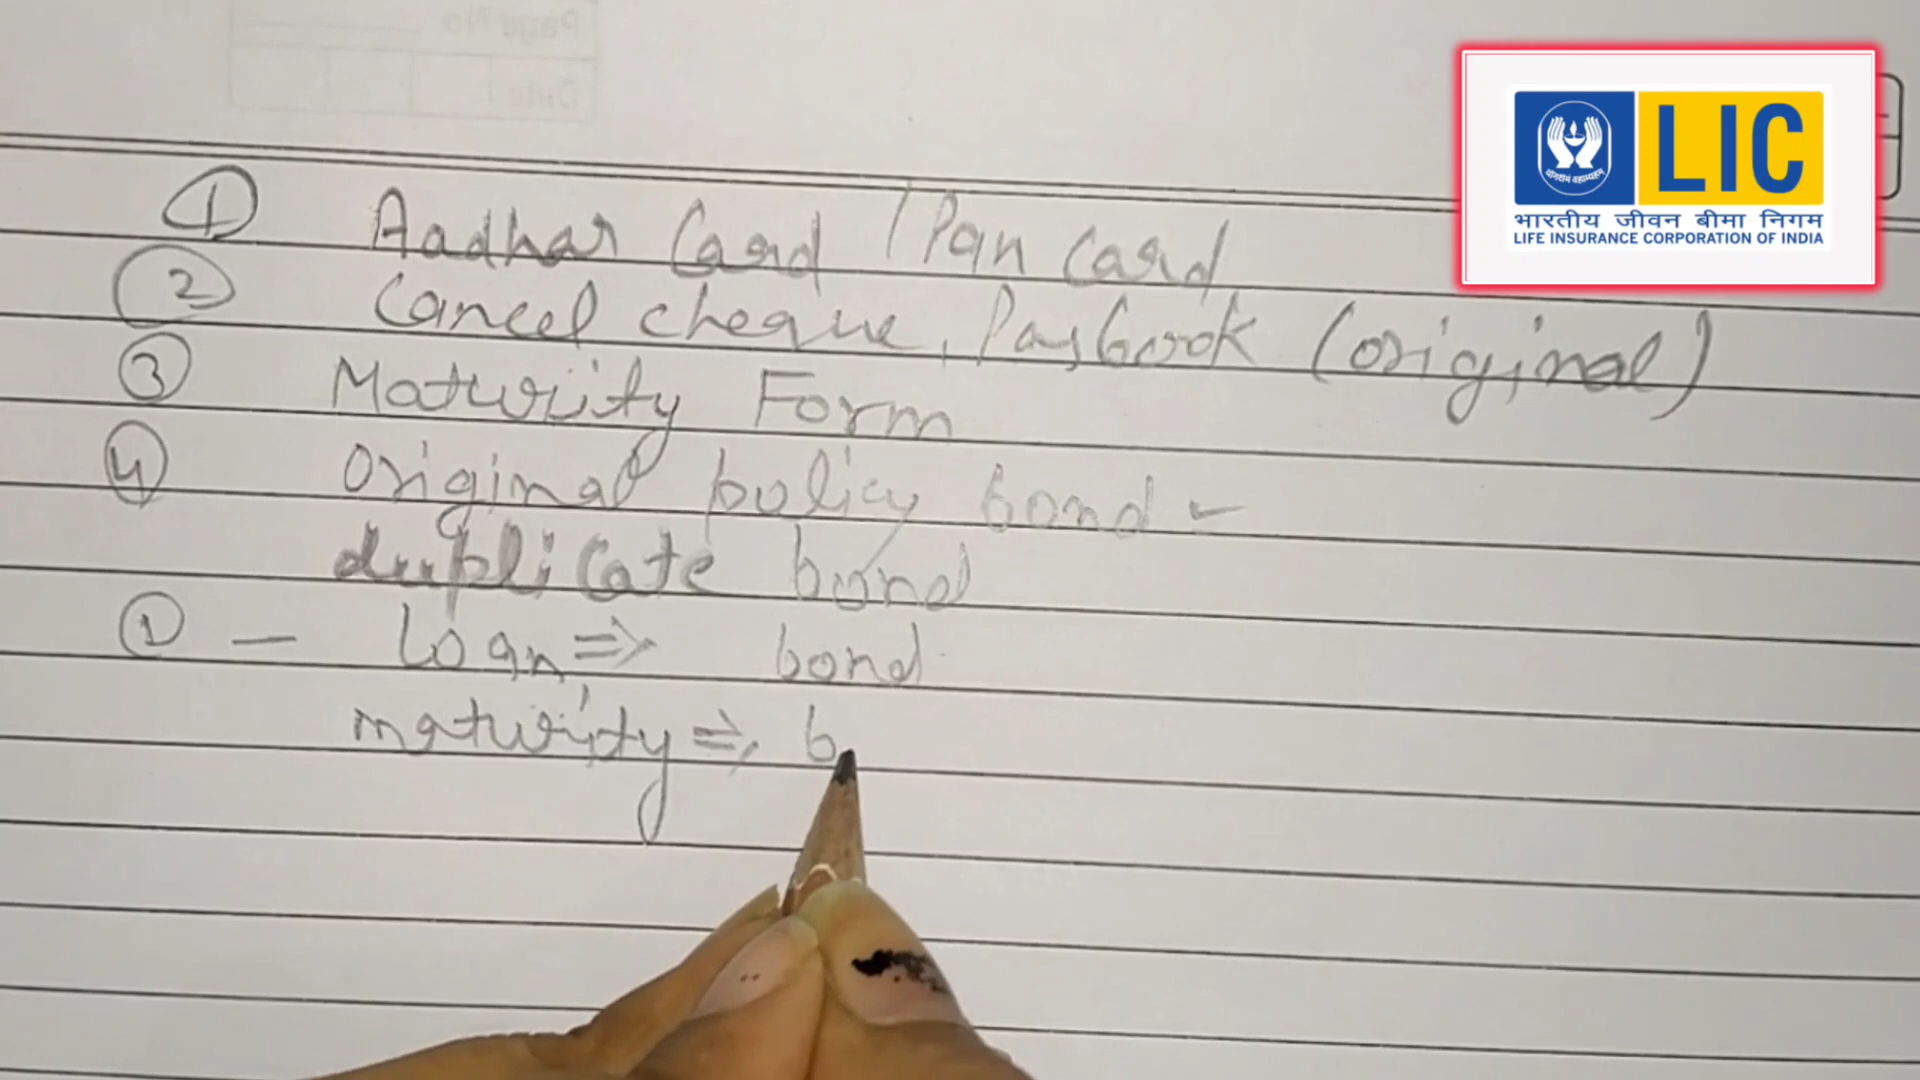 ① Aadhar Card / Pan Card
② Cancel cheque, Passbook (original)
③ Maturity Form
④ Original policy bond -
duplicate bond
① - Loan ⇒ bond
maturity ⇒ b
LIC
भारतीय जीवन बीमा निगम
LIFE INSURANCE CORPORATION OF INDIA